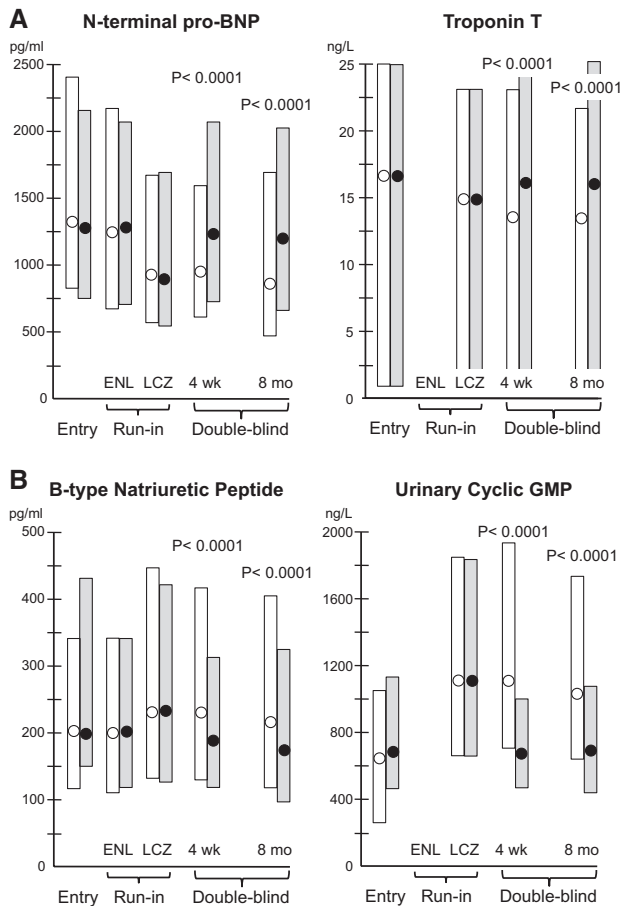 A
N-terminal pro-BNP
pg/ml
2500
2000
1500
1000
500
0
P< 0.0001
P< 0.0001
ENL LCZ 4 wk 8 mo
Entry Run-in Double-blind
Troponin T
ng/L
25
20
15
10
5
0
P< 0.0001
P< 0.0001
ENL LCZ 4 wk 8 mo
Entry Run-in Double-blind
B
B-type Natriuretic Peptide
pg/ml
500
400
300
200
100
0
P< 0.0001
P< 0.0001
ENL LCZ 4 wk 8 mo
Entry Run-in Double-blind
Urinary Cyclic GMP
ng/L
2000
1600
1200
800
400
0
P< 0.0001
P< 0.0001
ENL LCZ 4 wk 8 mo
Entry Run-in Double-blind